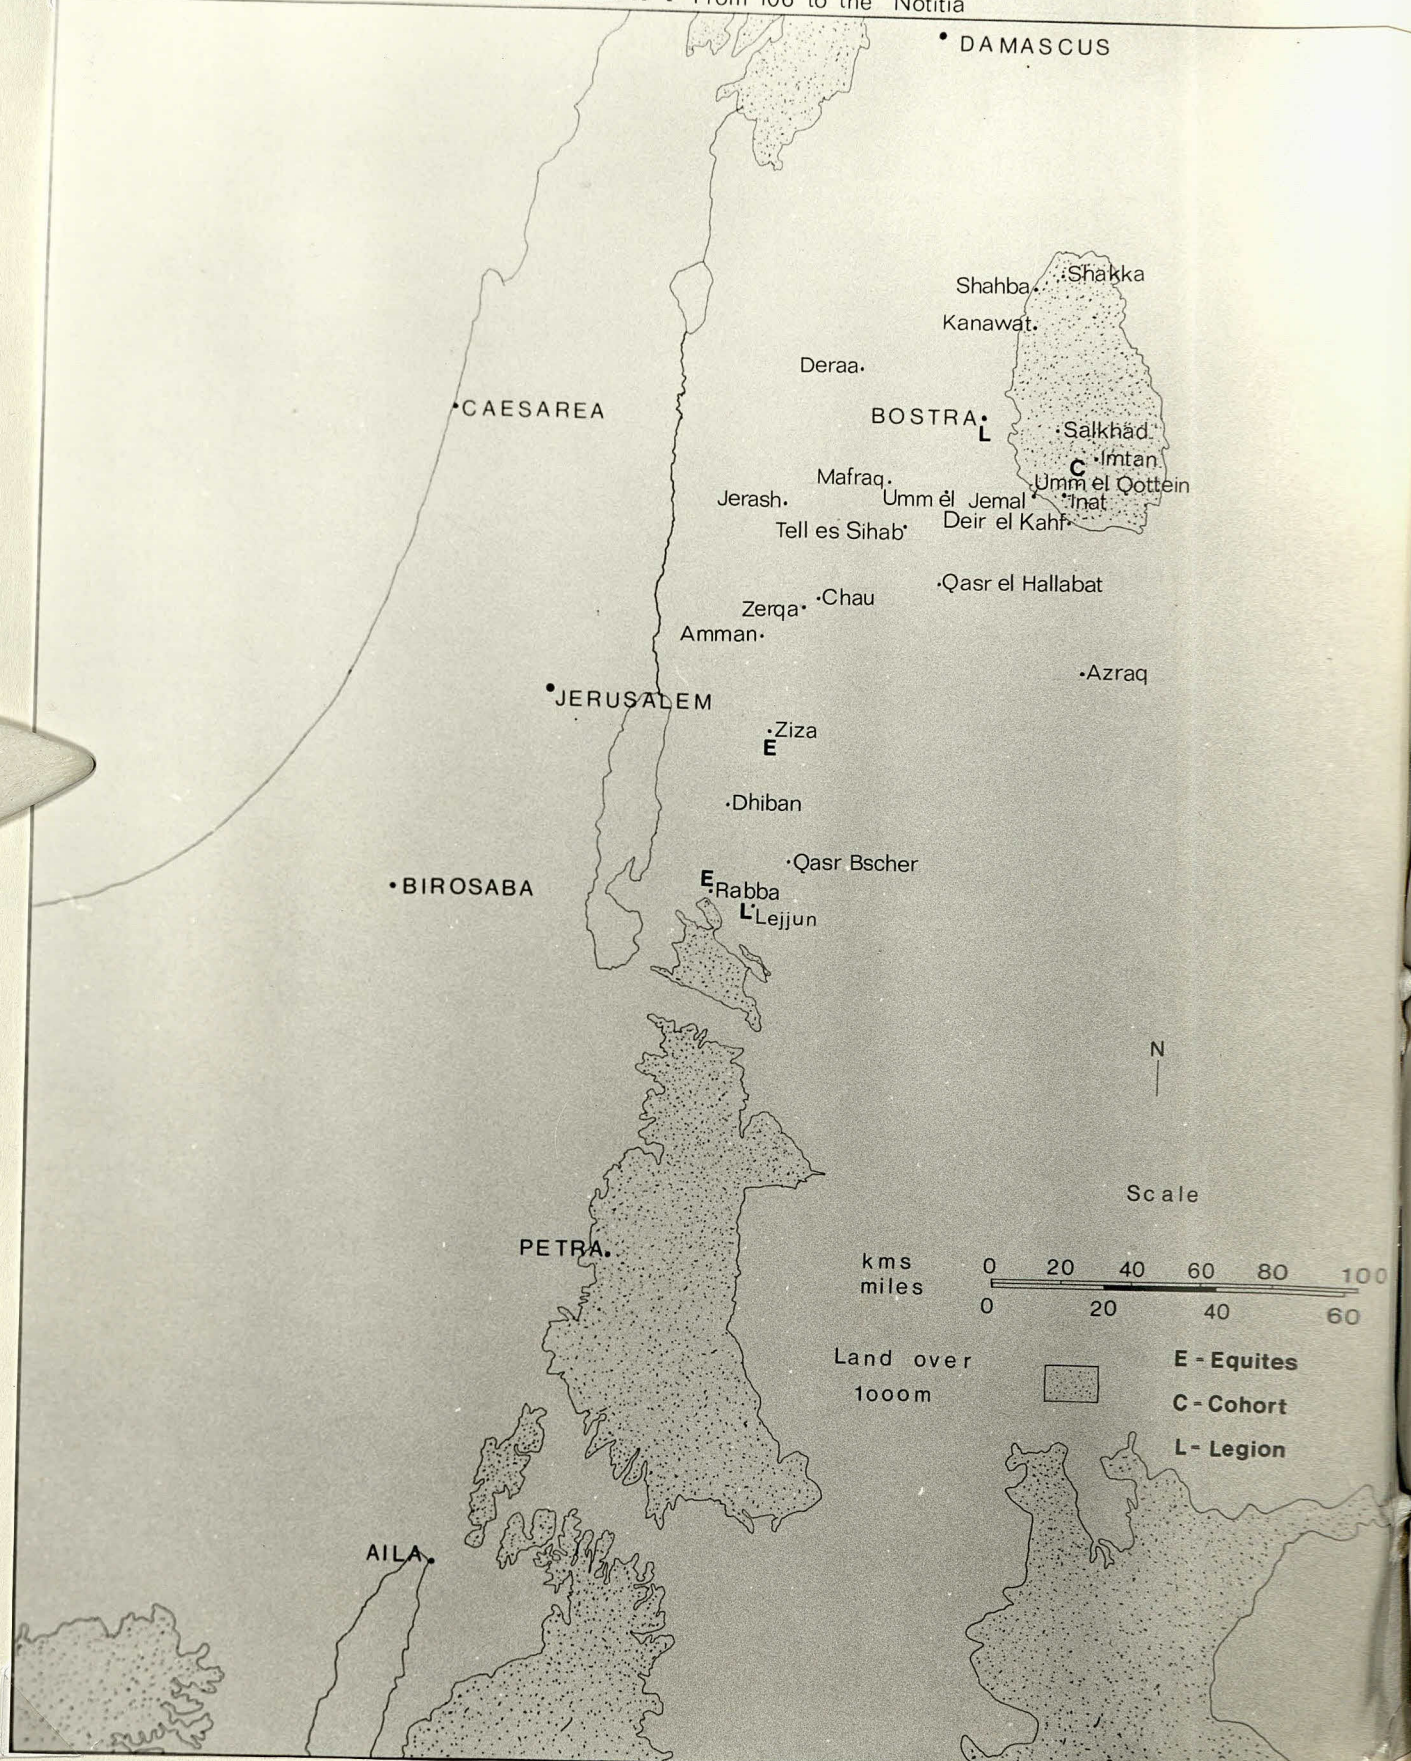 From 106 to the Notitia
DAMASCUS
Shakka
Shahba
Kanawat
Deraa
CAESAREA
BOSTRA
L
Salkhad
Imtan
C
Mafraq
Umm el Qottein
Jerash
Umm el Jemal
Inat
Deir el Kahf
Tell es Sihab
Qasr el Hallabat
Chau
Zerqa
Amman
Azraq
JERUSALEM
Ziza
E
Dhiban
Qasr Bscher
E
Rabba
BIROSABA
L
Lejjun
N
Scale
PETRA
kms 0 20 40 60 80 100
miles 0 20 40 60
Land over
1000m
E - Equites
C - Cohort
L - Legion
AILA